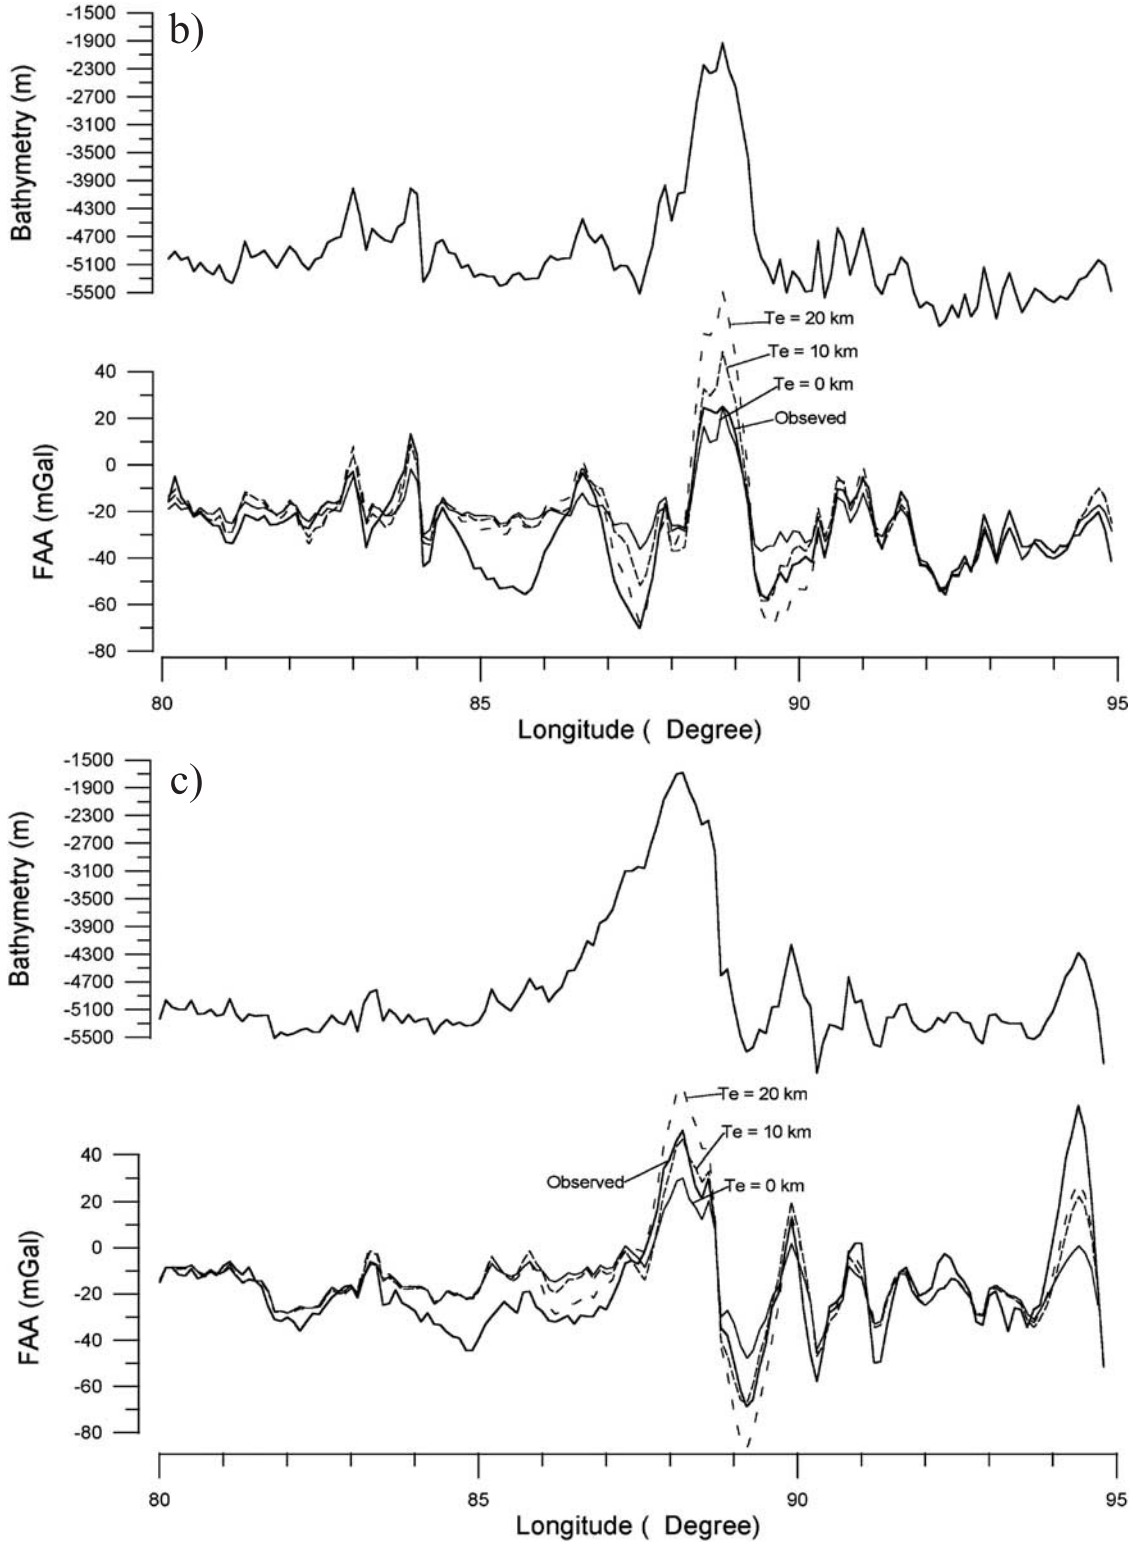 b)
Bathymetry (m)
-1500
-1900
-2300
-2700
-3100
-3500
-3900
-4300
-4700
-5100
-5500
Te = 20 km
Te = 10 km
Te = 0 km
Obseved
FAA (mGal)
40
20
0
-20
-40
-60
-80
80 85 90 95
Longitude ( Degree)
c)
Bathymetry (m)
-1500
-1900
-2300
-2700
-3100
-3500
-3900
-4300
-4700
-5100
-5500
Te = 20 km
Te = 10 km
Observed
Te = 0 km
FAA (mGal)
40
20
0
-20
-40
-60
-80
80 85 90 95
Longitude ( Degree)